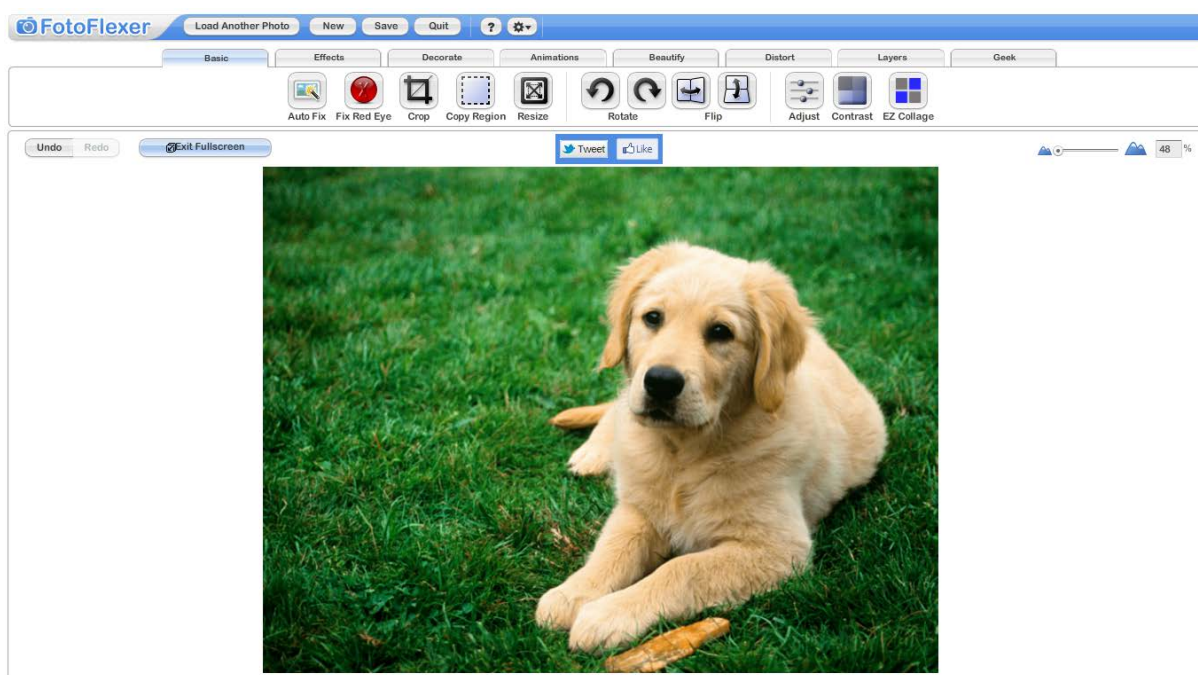 FotoFlexer Load Another Photo New Save Quit ?
Basic Effects Decorate Animations Beautify Distort Layers Geek
Auto Fix Fix Red Eye Crop Copy Region Resize Rotate Flip Adjust Contrast EZ Collage
Undo Redo Exit Fullscreen Tweet Like 48 %